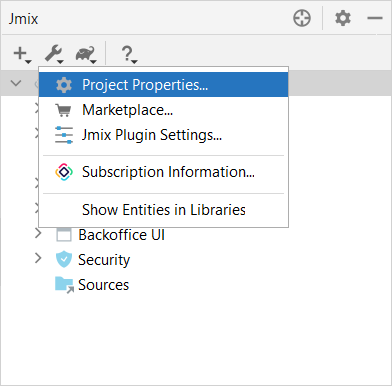 Jmix
Project Properties...
Marketplace...
Jmix Plugin Settings...
Subscription Information...
Show Entities in Libraries
Backoffice UI
Security
Sources